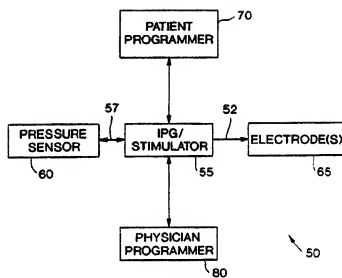 70
PATIENT
PROGRAMMER
57
52
PRESSURE
SENSOR
IPG/
STIMULATOR
ELECTRODE(S)
60
55
65
PHYSICIAN
PROGRAMMER
50
80